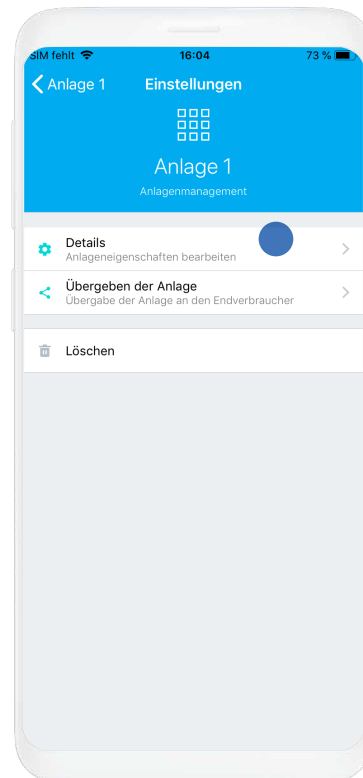 SIM fehlt 16:04 73 %
Anlage 1 Einstellungen
Anlage 1
Anlagenmanagement
Details
Anlageneigenschaften bearbeiten
Übergeben der Anlage
Übergabe der Anlage an den Endverbraucher
Löschen